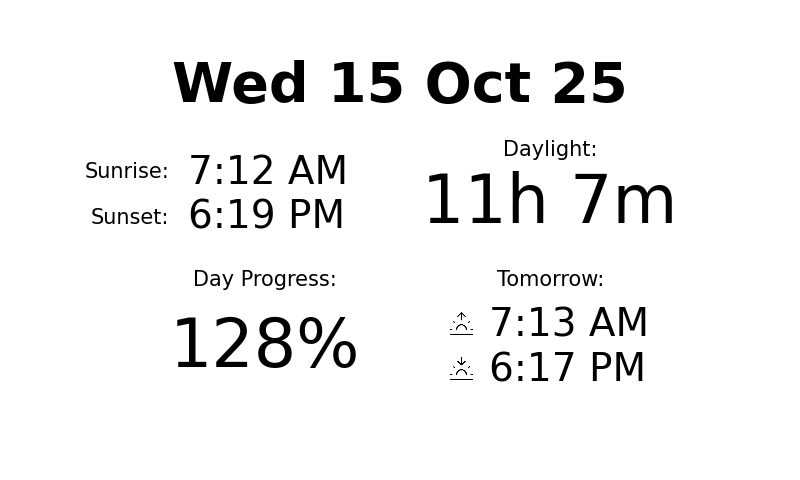 Wed 15 Oct 25
Sunrise: 7:12 AM
Sunset: 6:19 PM
Daylight:
11h 7m
Day Progress:
128%
Tomorrow:
7:13 AM
6:17 PM